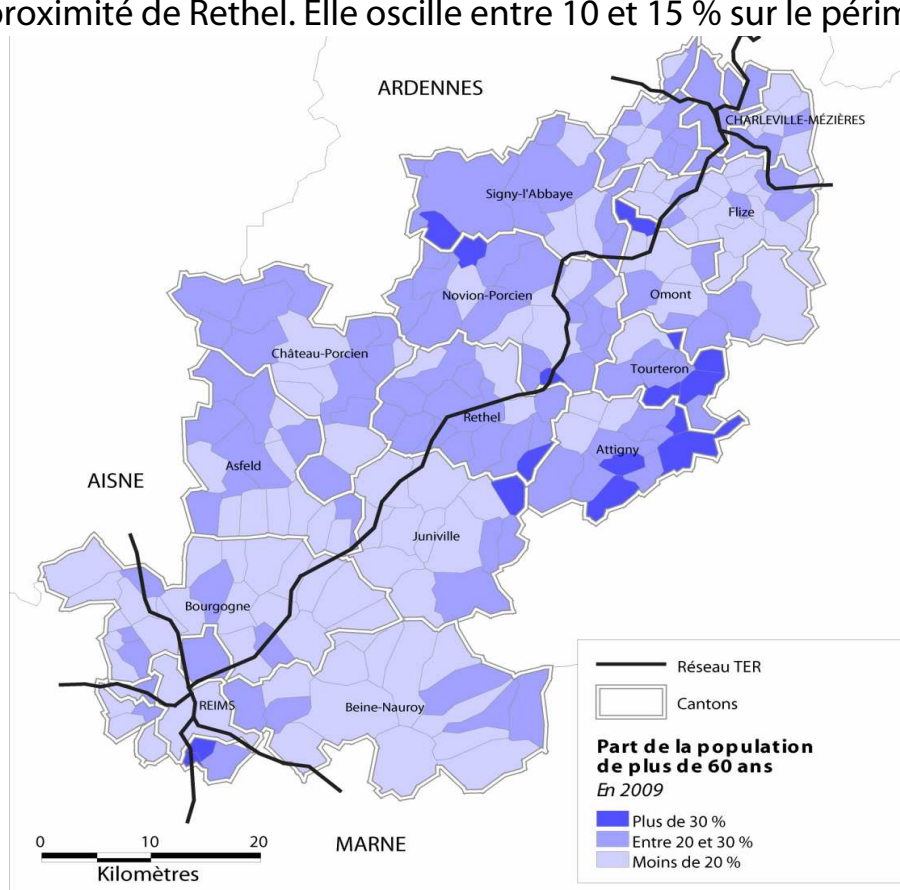 roximité de Rethel. Elle oscille entre 10 et 15 % sur le périm
ARDENNES
CHARLEVILLE-MÉZIÈRES
Signy-l'Abbaye
Flize
Novion-Porcien
Omont
Château-Porcien
Tourteron
Rethel
Attigny
Asfeld
AISNE
Juniville
Bourgogne
REIMS
Beine-Nauroy
MARNE
0 10 20
Kilomètres
Réseau TER
Cantons
Part de la population
de plus de 60 ans
En 2009
Plus de 30 %
Entre 20 et 30 %
Moins de 20 %